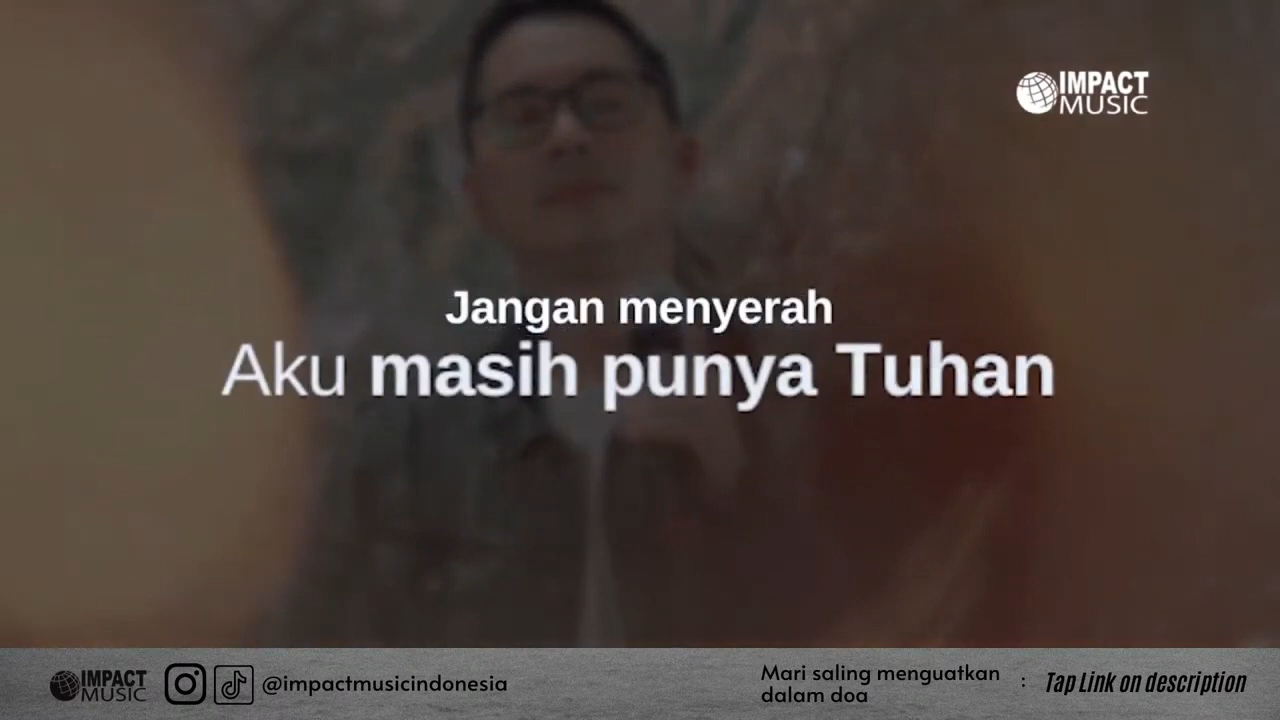 IMPACT
MUSIC
Jangan menyerah
Aku masih punya Tuhan
IMPACT
MUSIC
@impactmusicindonesia
Mari saling menguatkan
dalam doa
:
Tap Link on description